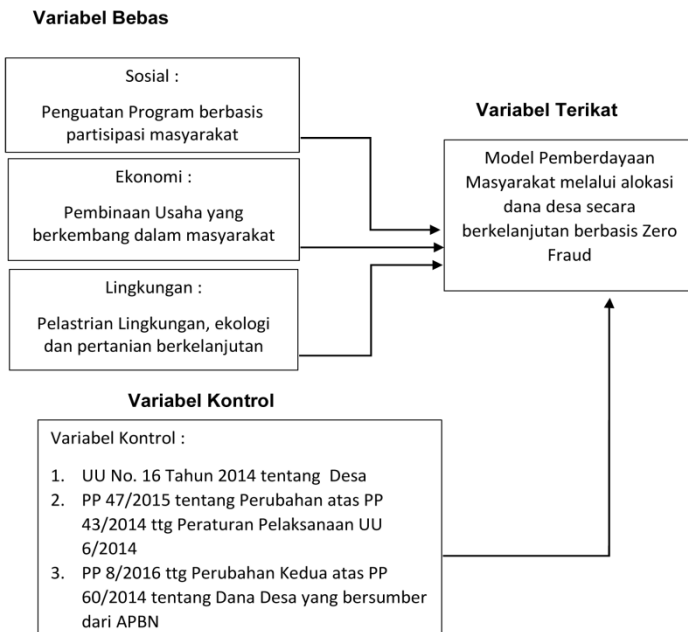 Variabel Bebas
Sosial :
Penguatan Program berbasis
partisipasi masyarakat
Ekonomi :
Pembinaan Usaha yang
berkembang dalam masyarakat
Lingkungan :
Pelastrian Lingkungan, ekologi
dan pertanian berkelanjutan
Variabel Terikat
Model Pemberdayaan
Masyarakat melalui alokasi
dana desa secara
berkelanjutan berbasis Zero
Fraud
Variabel Kontrol
Variabel Kontrol :
1. UU No. 16 Tahun 2014 tentang Desa
2. PP 47/2015 tentang Perubahan atas PP
43/2014 ttg Peraturan Pelaksanaan UU
6/2014
3. PP 8/2016 ttg Perubahan Kedua atas PP
60/2014 tentang Dana Desa yang bersumber
dari APBN